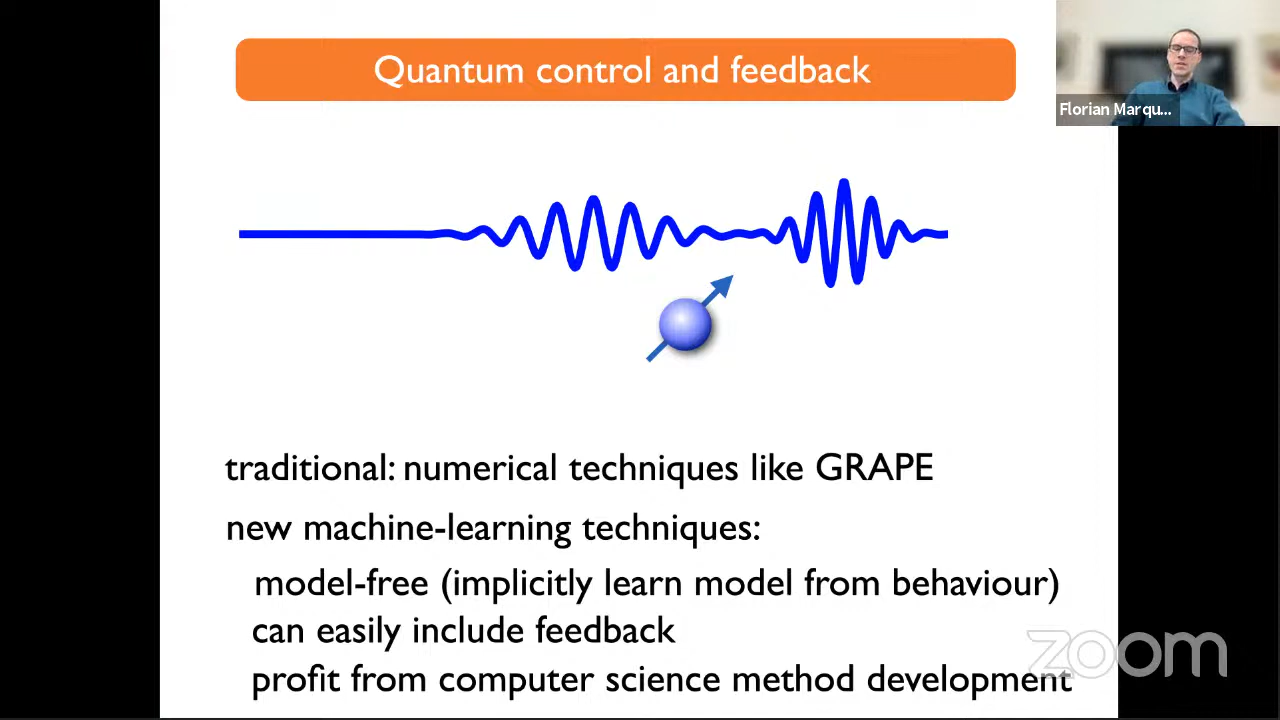 Quantum control and feedback
Florian Marqu...
traditional: numerical techniques like GRAPE
new machine-learning techniques:
model-free (implicitly learn model from behaviour)
can easily include feedback
profit from computer science method development
zoom